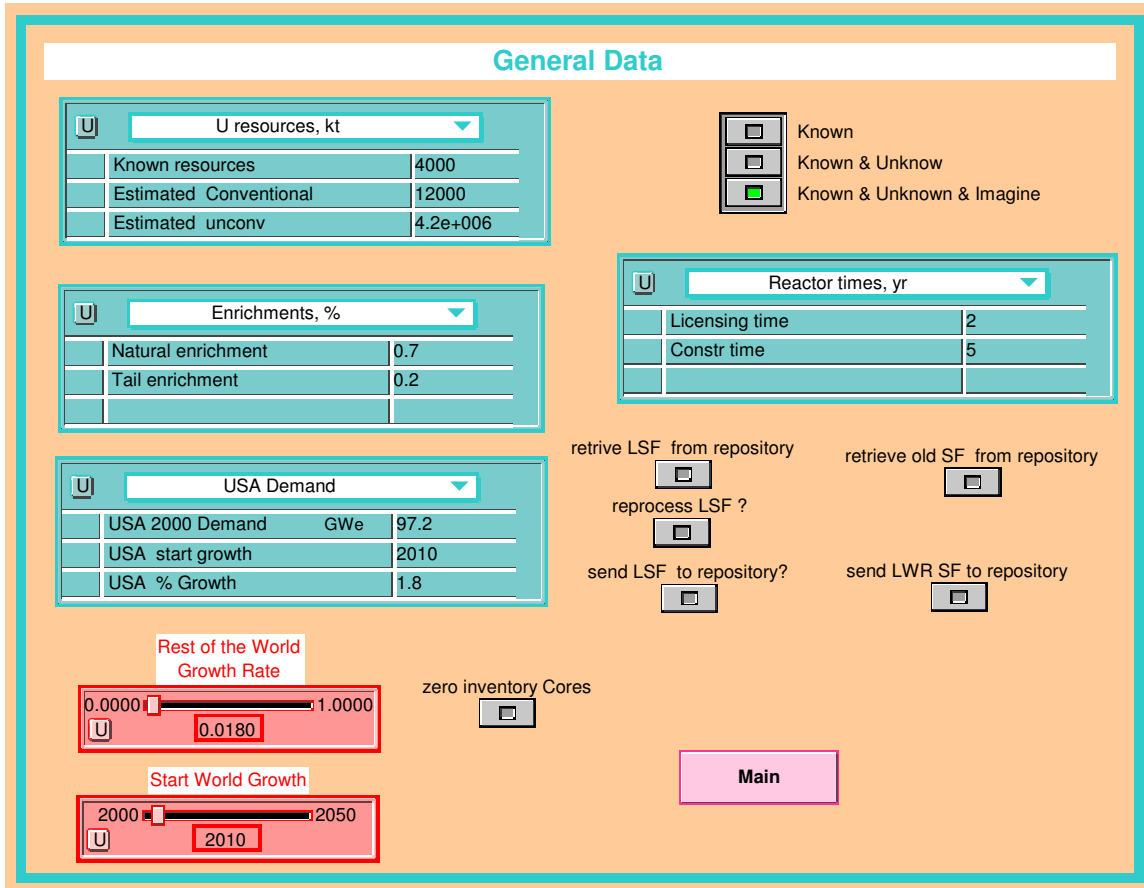 General Data
U U resources, kt
Known resources 4000
Estimated Conventional 12000
Estimated unconv 4.2e+006
Known
Known & Unknow
Known & Unknown & Imagine
U Enrichments, %
Natural enrichment 0.7
Tail enrichment 0.2
U Reactor times, yr
Licensing time 2
Constr time 5
U USA Demand
USA 2000 Demand GWe 97.2
USA start growth 2010
USA % Growth 1.8
retrive LSF from repository
retrieve old SF from repository
reprocess LSF ?
send LSF to repository?
send LWR SF to repository
Rest of the World
Growth Rate
0.0000 1.0000
U 0.0180
zero inventory Cores
Start World Growth
2000 2050
U 2010
Main